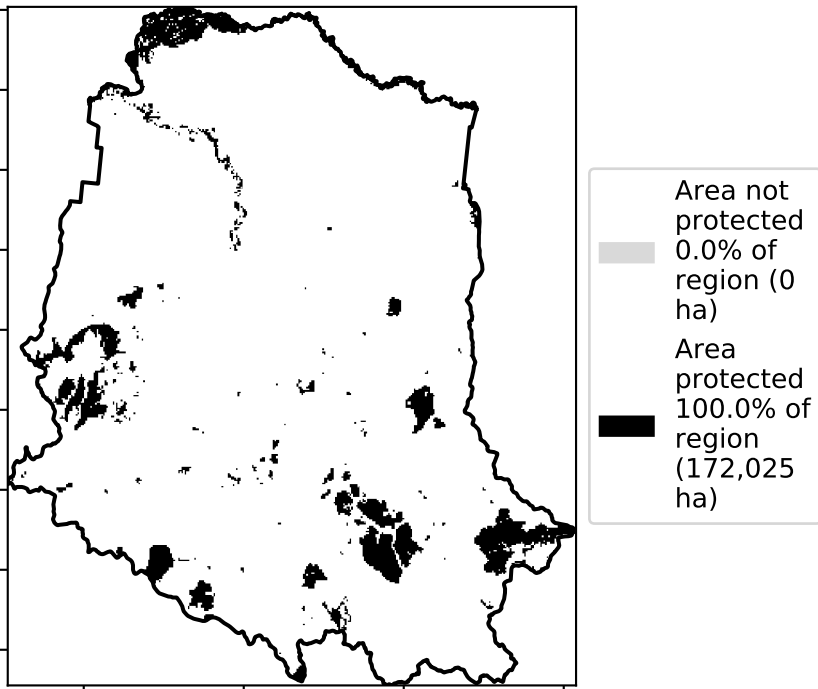 Area not
protected
0.0% of
region (0
ha)
Area
protected
100.0% of
region
(172,025
ha)